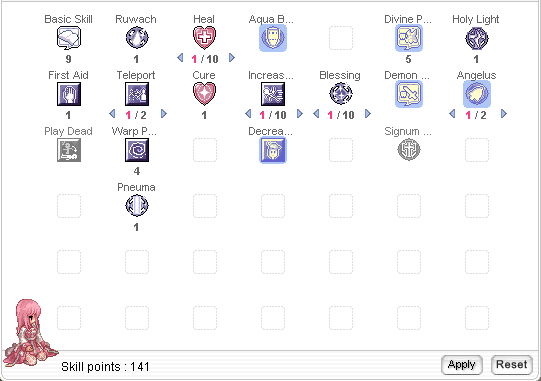 Basic Skill Ruwach Heal Aqua B... Divine P... Holy Light
9 1 1 / 10 5 1
First Aid Teleport Cure Increas... Blessing Demon ... Angelus
1 1 / 2 1 1 / 10 1 / 10 1 / 2
Play Dead Warp P... Decrea... Signum ...
4
Pneuma
1
Skill points : 141 Apply Reset